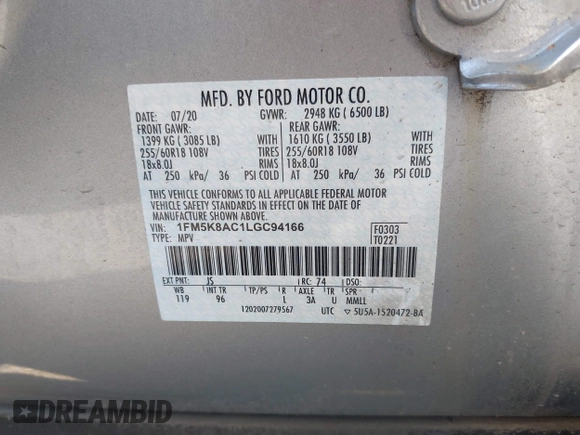 MFD. BY FORD MOTOR CO.
DATE: 07/20 GVWR: 2948 KG ( 6500 LB)
FRONT GAWR: REAR GAWR:
1399 KG ( 3085 LB) WITH 1610 KG ( 3550 LB) WITH
255/60R18 108V TIRES 255/60R18 108V TIRES
18x8.0J RIMS 18x8.0J RIMS
AT 250 kPa/ 36 PSI COLD AT 250 kPa/ 36 PSI COLD
THIS VEHICLE CONFORMS TO ALL APPLICABLE FEDERAL MOTOR
VEHICLE SAFETY STANDARDS IN EFFECT ON THE DATE OF
MANUFACTURE SHOWN ABOVE.
VIN: 1FM5K8AC1LGC94166 F0303
TYPE: MPV T0221
EXT PNT: JS RC: 74 DSO:
WB INT TR TP/PS R AXLE TR SPR
119 96 L 3A U MMLL
1202007279567 UTC ▽ 5U5A-1520472-BA
DREAMBID